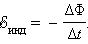 ℰинд = − ΔΦ/Δt.